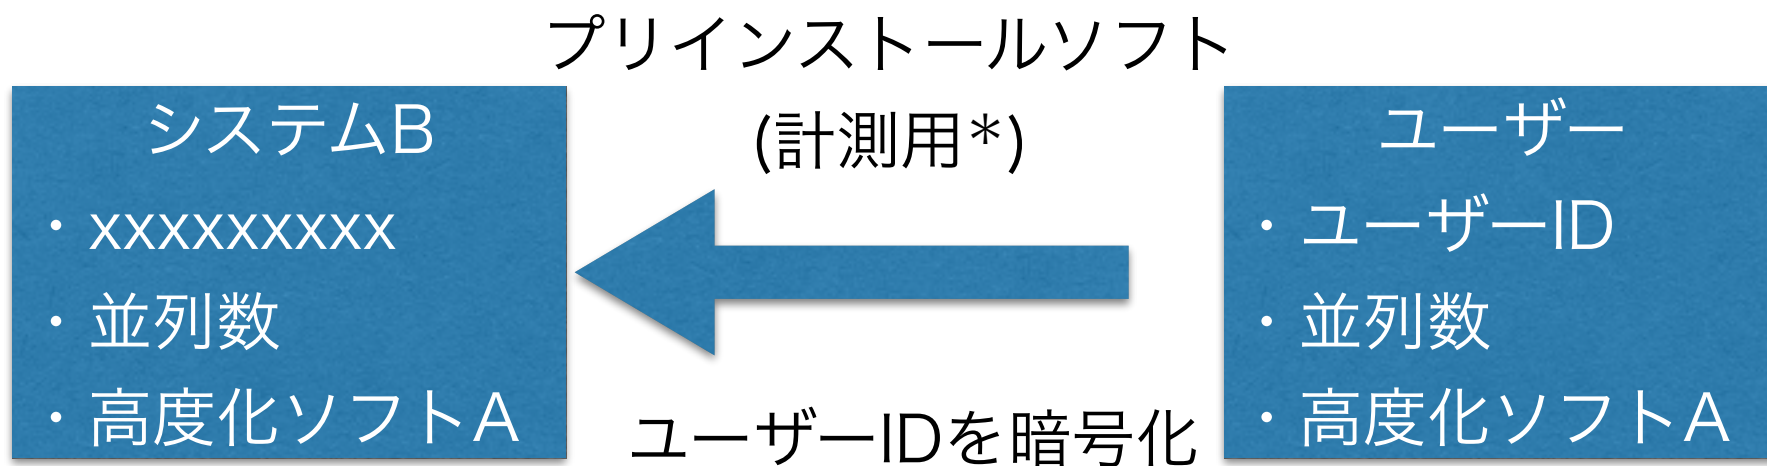 プリインストールソフト
(計測用*)
システムB
・xxxxxxxxx
・並列数
・高度化ソフトA
ユーザーIDを暗号化
ユーザー
・ユーザーID
・並列数
・高度化ソフトA